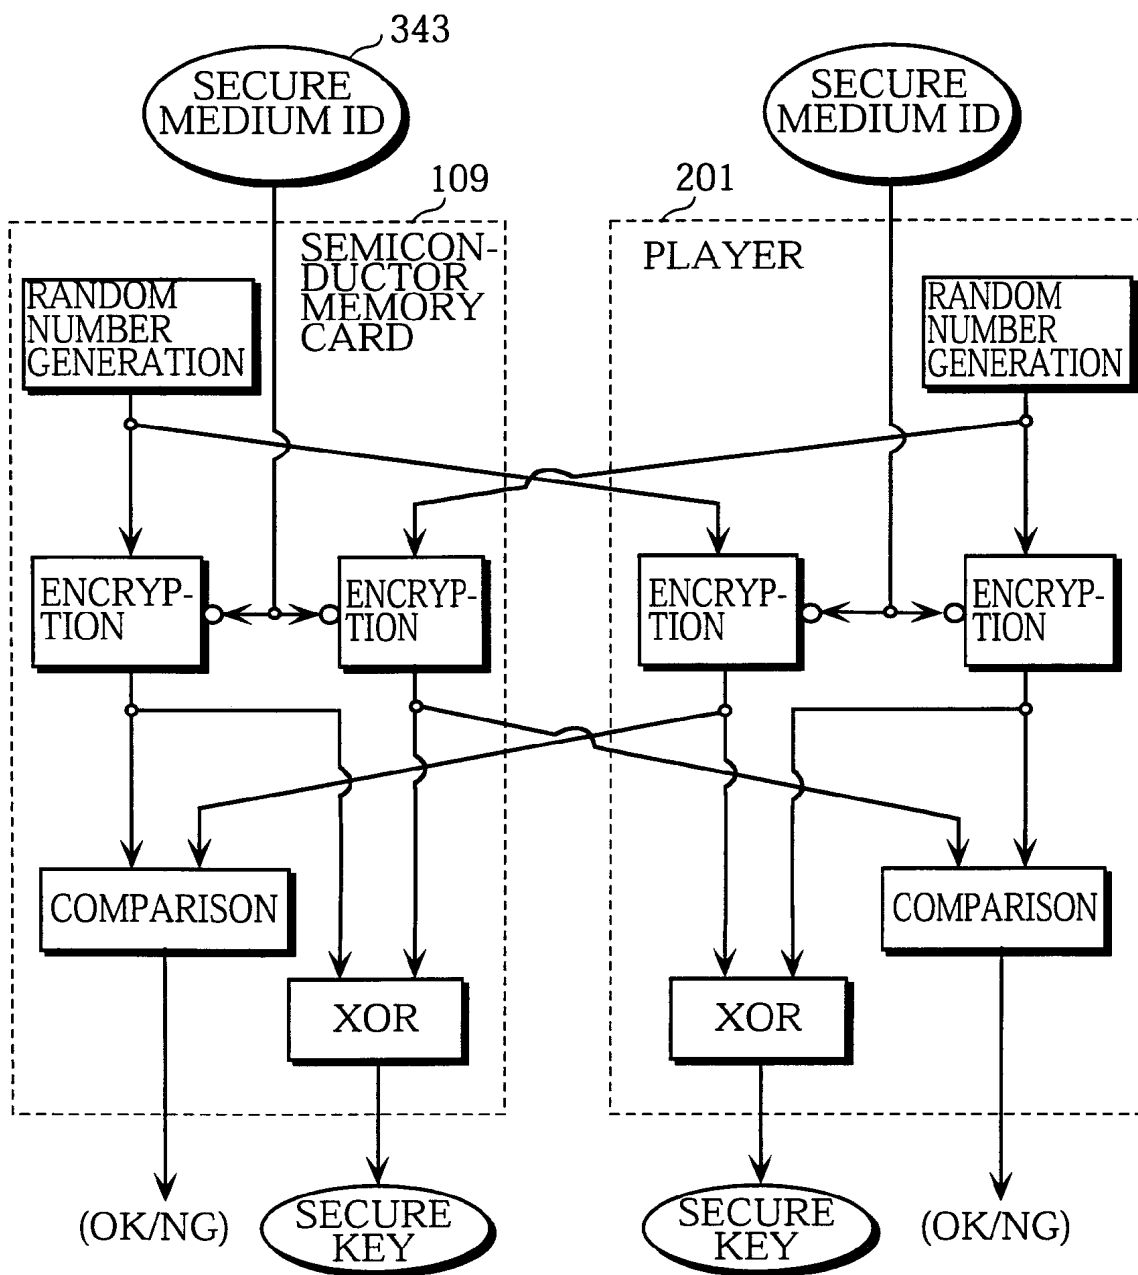 343
SECURE
MEDIUM ID
SECURE
MEDIUM ID
109
201
SEMICON-
DUCTOR
MEMORY
CARD
PLAYER
RANDOM
NUMBER
GENERATION
RANDOM
NUMBER
GENERATION
ENCRYP-
TION
ENCRYP-
TION
ENCRYP-
TION
ENCRYP-
TION
COMPARISON
COMPARISON
XOR
XOR
(OK/NG)
SECURE
KEY
SECURE
KEY
(OK/NG)